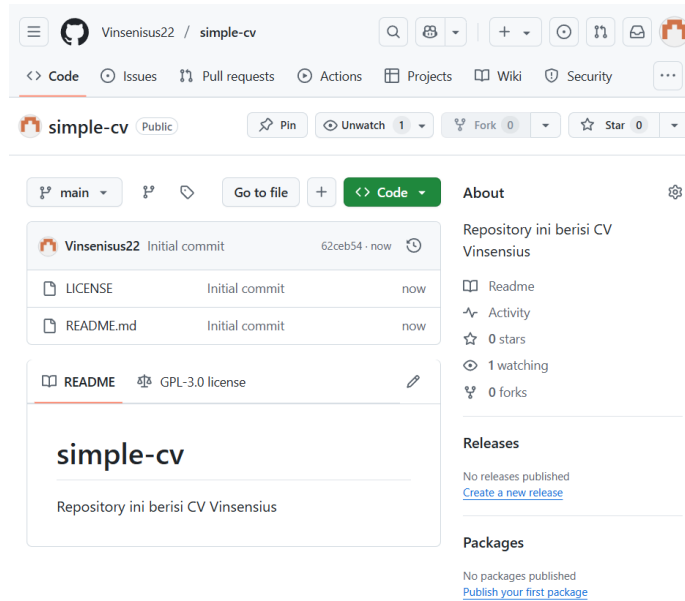 Vinsenisus22 / simple-cv
Code Issues Pull requests Actions Projects Wiki Security
simple-cv Public Pin Unwatch 1 Fork 0 Star 0
main Go to file + Code
Vinsenisus22 Initial commit 62ceb54 · now
LICENSE Initial commit now
README.md Initial commit now
README GPL-3.0 license
simple-cv
Repository ini berisi CV Vinsensius
About
Repository ini berisi CV
Vinsensius
Readme
Activity
0 stars
1 watching
0 forks
Releases
No releases published
Create a new release
Packages
No packages published
Publish your first package